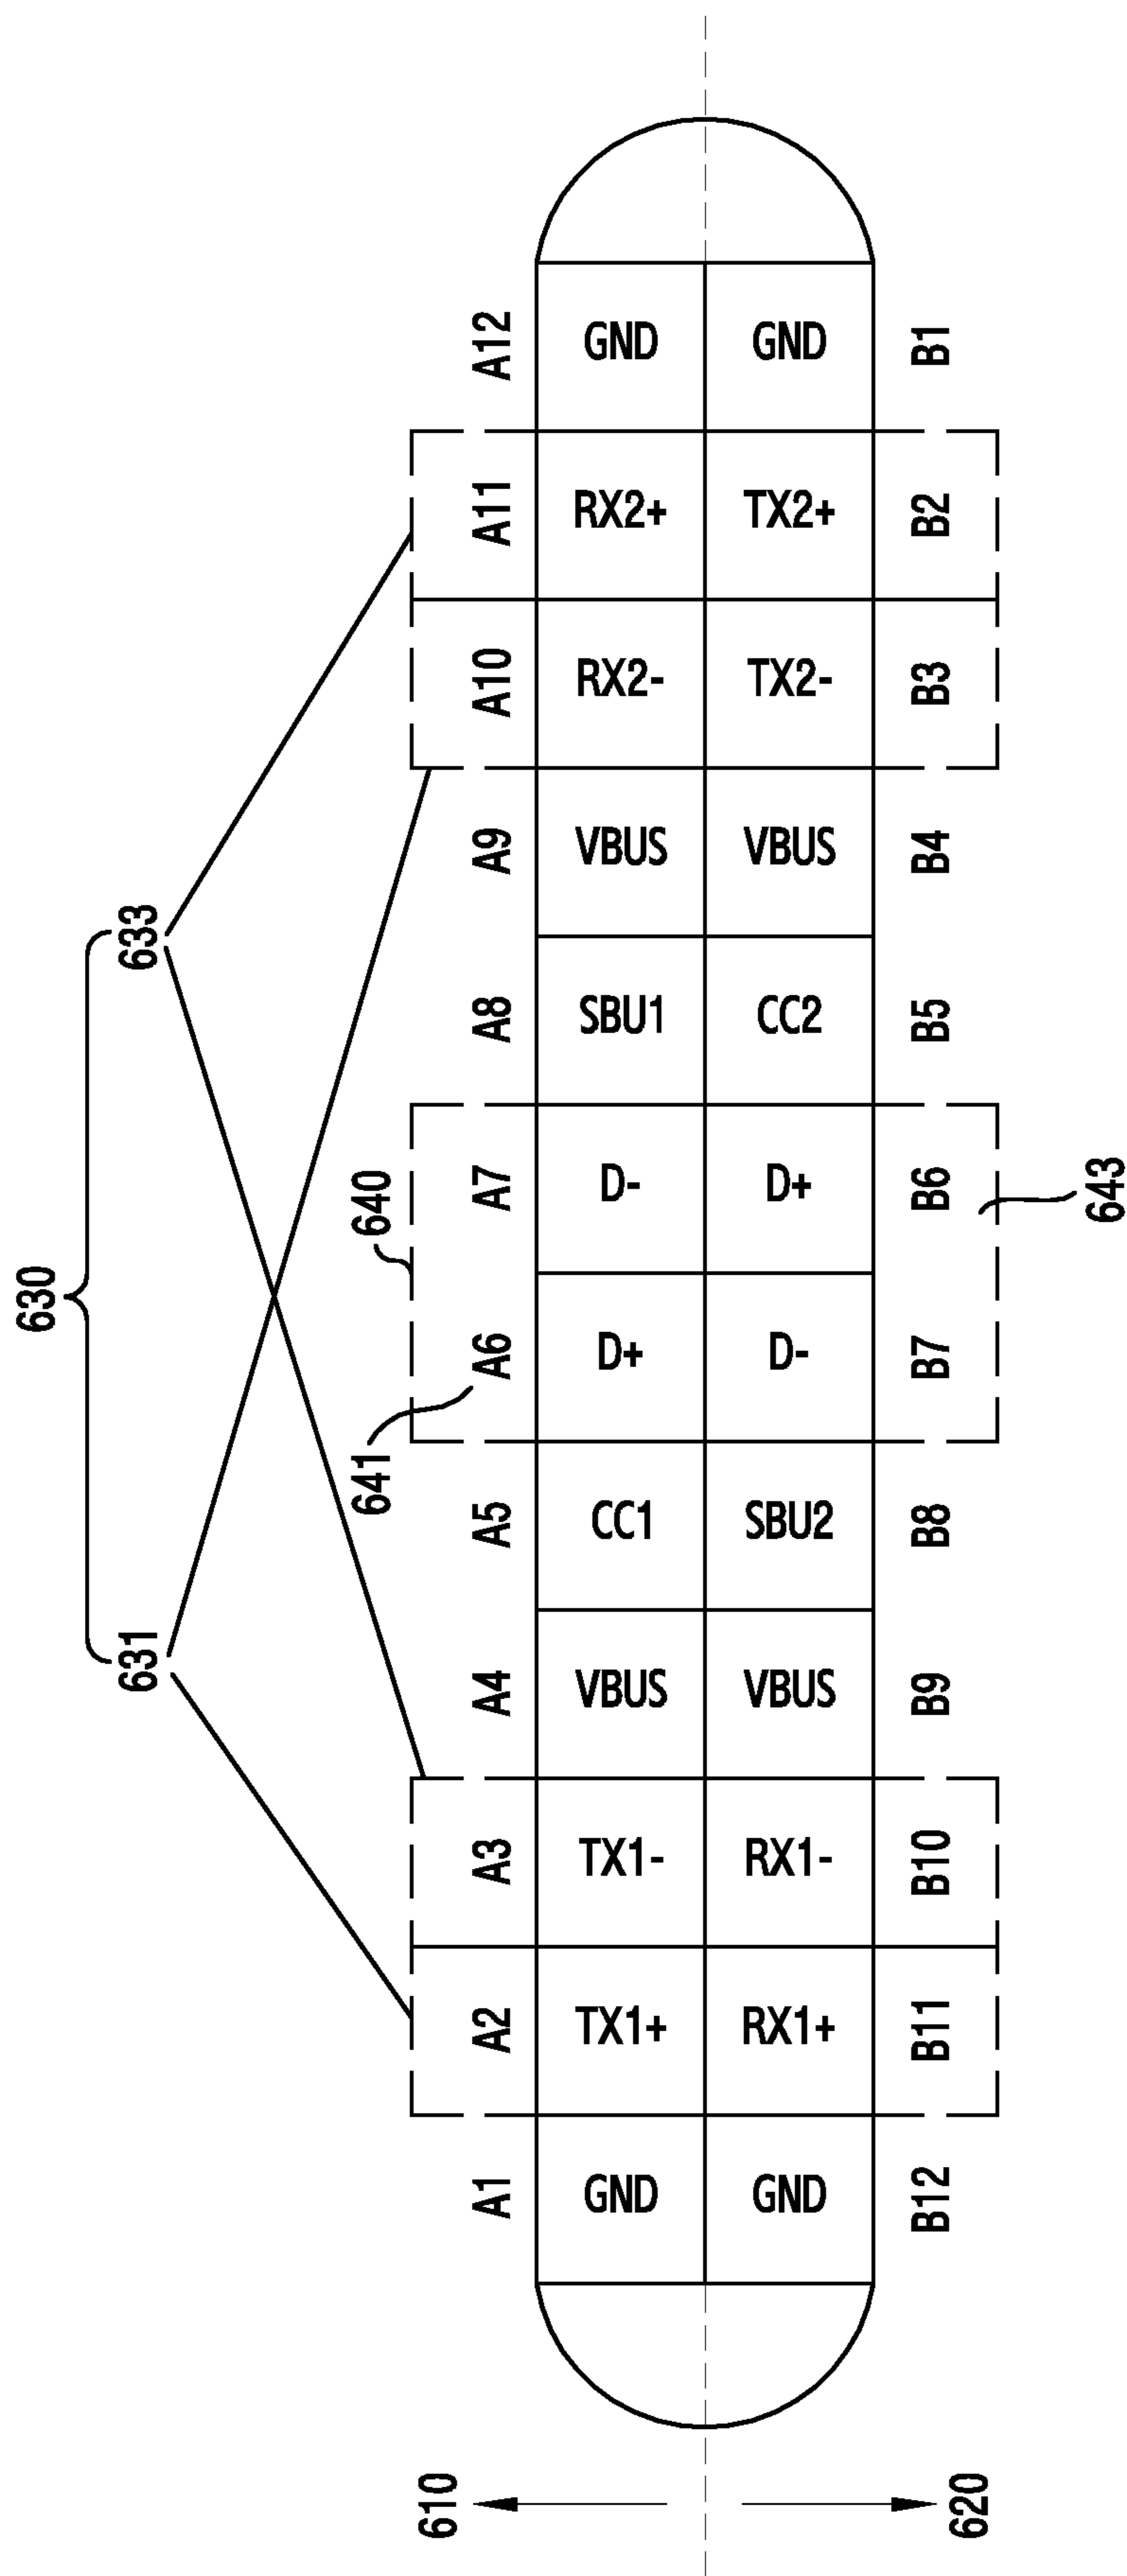 630
631 633
640
641
A1 A2 A3 A4 A5 A6 A7 A8 A9 A10 A11 A12
GND TX1+ TX1- VBUS CC1 D+ D- SBU1 VBUS RX2- RX2+ GND
GND RX1+ RX1- VBUS SBU2 D- D+ CC2 VBUS TX2- TX2+ GND
B12 B11 B10 B9 B8 B7 B6 B5 B4 B3 B2 B1
643
610
620